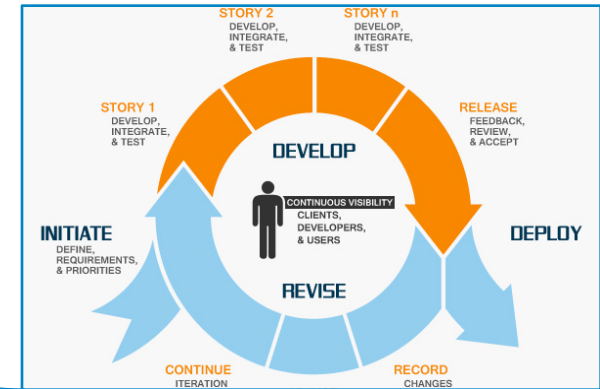 STORY 2
DEVELOP,
INTEGRATE,
& TEST
STORY n
DEVELOP,
INTEGRATE,
& TEST
STORY 1
DEVELOP,
INTEGRATE,
& TEST
RELEASE
FEEDBACK,
REVIEW,
& ACCEPT
DEVELOP
CONTINUOUS VISIBILITY
CLIENTS,
DEVELOPERS,
& USERS
INITIATE
DEFINE,
REQUIREMENTS,
& PRIORITIES
DEPLOY
REVISE
CONTINUE
ITERATION
RECORD
CHANGES